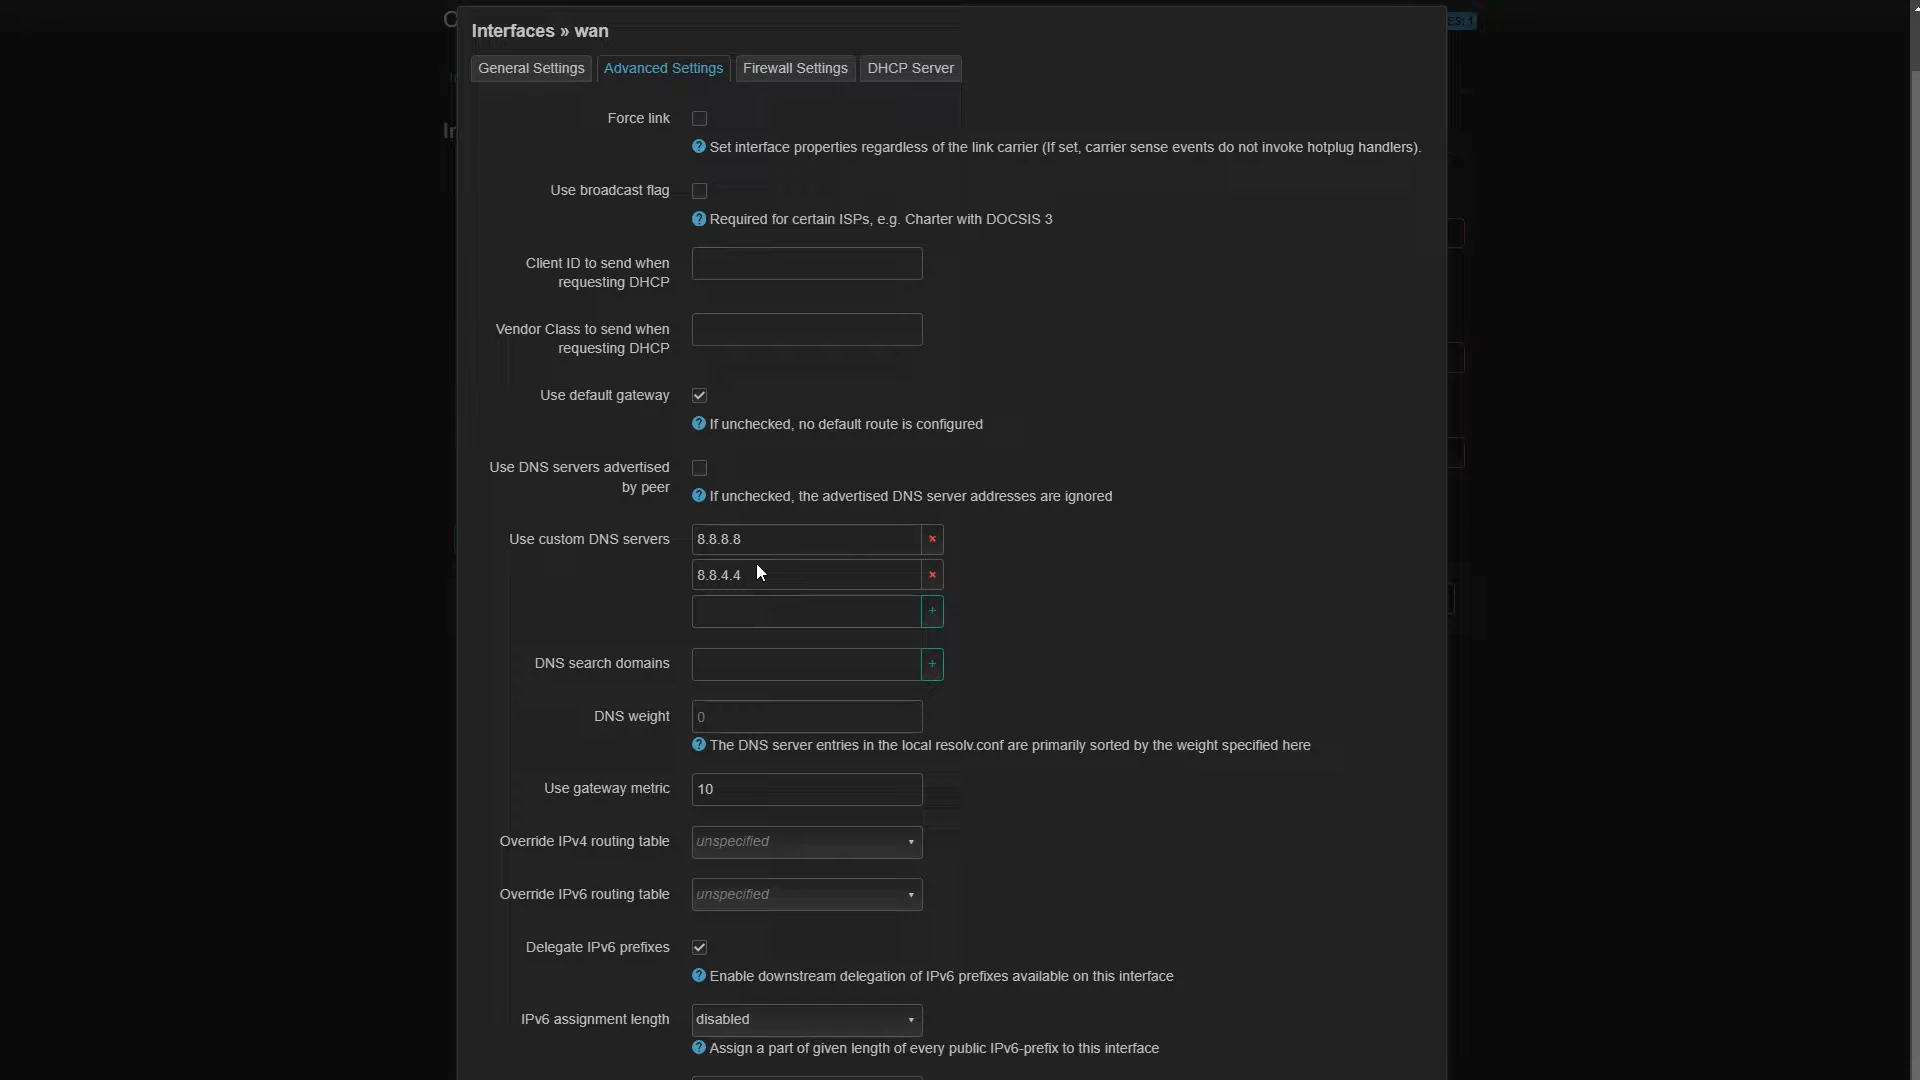 Interfaces » wan
General Settings
Advanced Settings
Firewall Settings
DHCP Server
Force link
Set interface properties regardless of the link carrier (If set, carrier sense events do not invoke hotplug handlers).
Use broadcast flag
Required for certain ISPs, e.g. Charter with DOCSIS 3
Client ID to send when
requesting DHCP
Vendor Class to send when
requesting DHCP
Use default gateway
If unchecked, no default route is configured
Use DNS servers advertised
by peer
If unchecked, the advertised DNS server addresses are ignored
Use custom DNS servers
8.8.8.8
8.8.4.4
DNS search domains
DNS weight
0
The DNS server entries in the local resolv.conf are primarily sorted by the weight specified here
Use gateway metric
10
Override IPv4 routing table
unspecified
Override IPv6 routing table
unspecified
Delegate IPv6 prefixes
Enable downstream delegation of IPv6 prefixes available on this interface
IPv6 assignment length
disabled
Assign a part of given length of every public IPv6-prefix to this interface